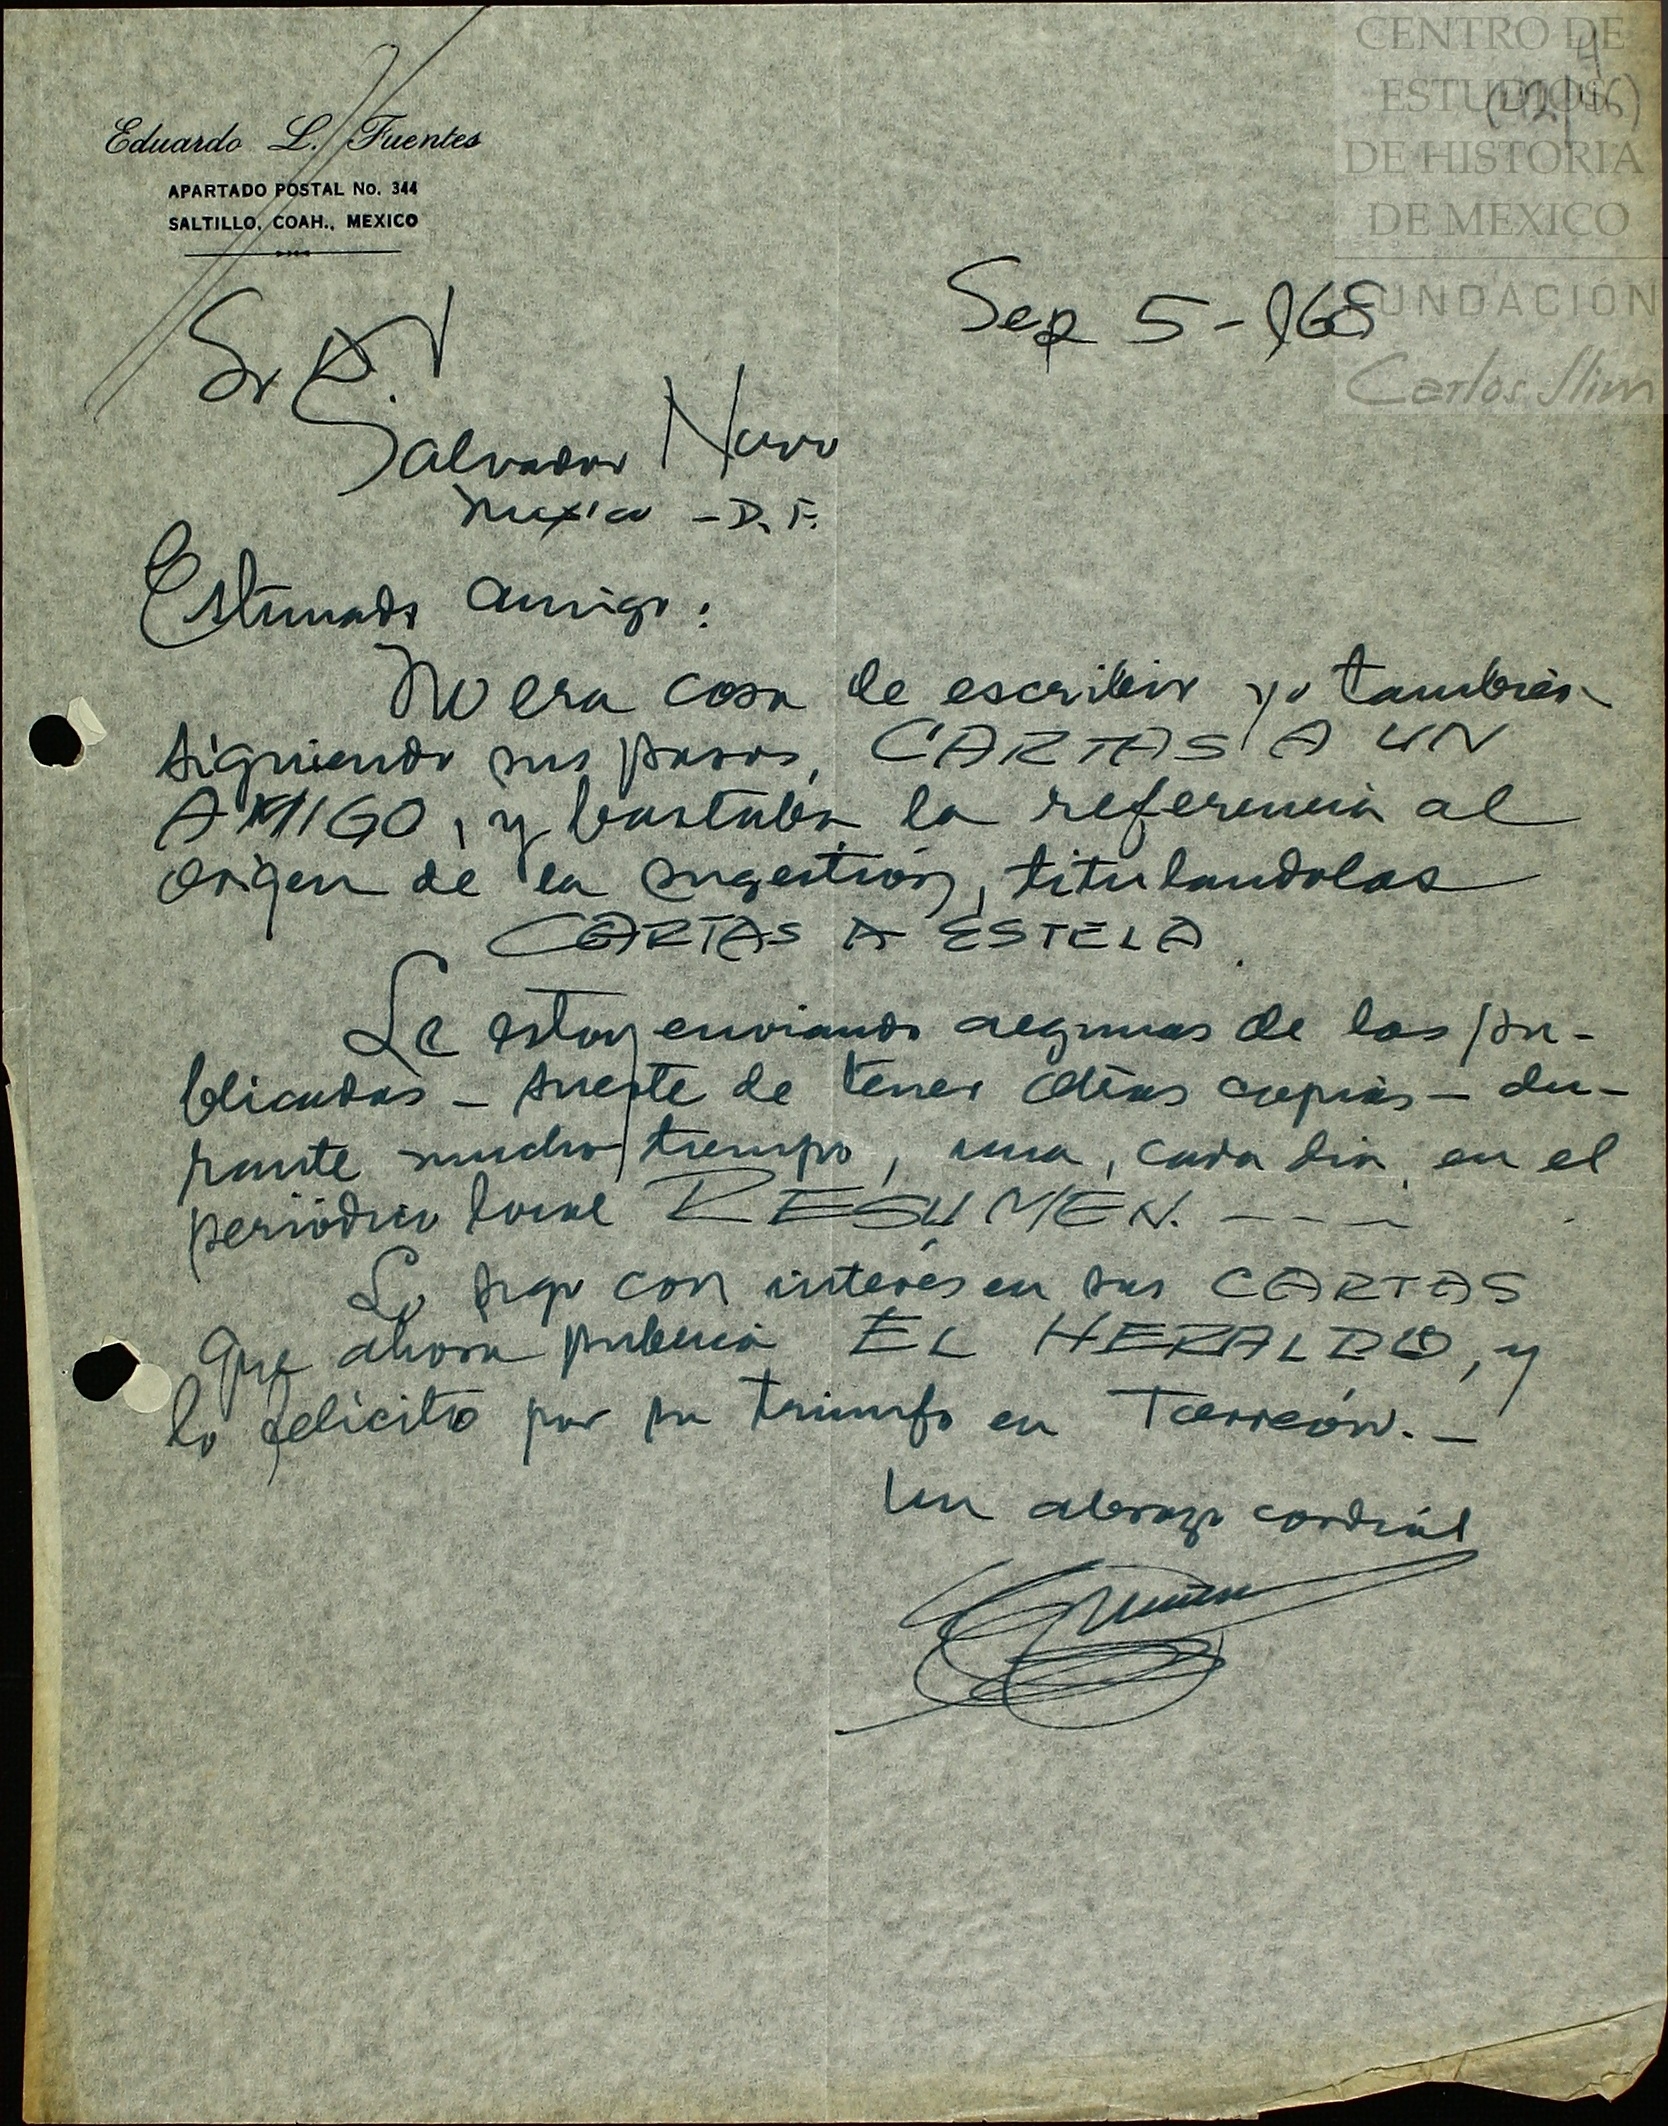 CENTRO DE
ESTUDIOS
DE HISTORIA
DE MEXICO
FUNDACION
Carlos Slim
Eduardo L. Fuentes
APARTADO POSTAL No. 344
SALTILLO, COAH., MEXICO
Sep 5-968
Sr D.
Salvador Novo
Mexico - D.F.
Estimado amigo:
No era cosa de escribir yo tambien
siguiendo sus pasos, CARTAS A UN
AMIGO, y bastaba la referencia al
origen de la sugestión, titulandolas
CARTAS A ESTELA.
Le estoy enviando algunas de las pu-
blicadas - suerte de tener otras copias - du-
rante mucho tiempo, una, cada dia, en el
periódico local RESUMEN. ---
Lo sigo con interés en sus CARTAS
que ahora publica EL HERALDO, y
lo felicito por su triunfo en Torreón. -
Un abrazo cordial